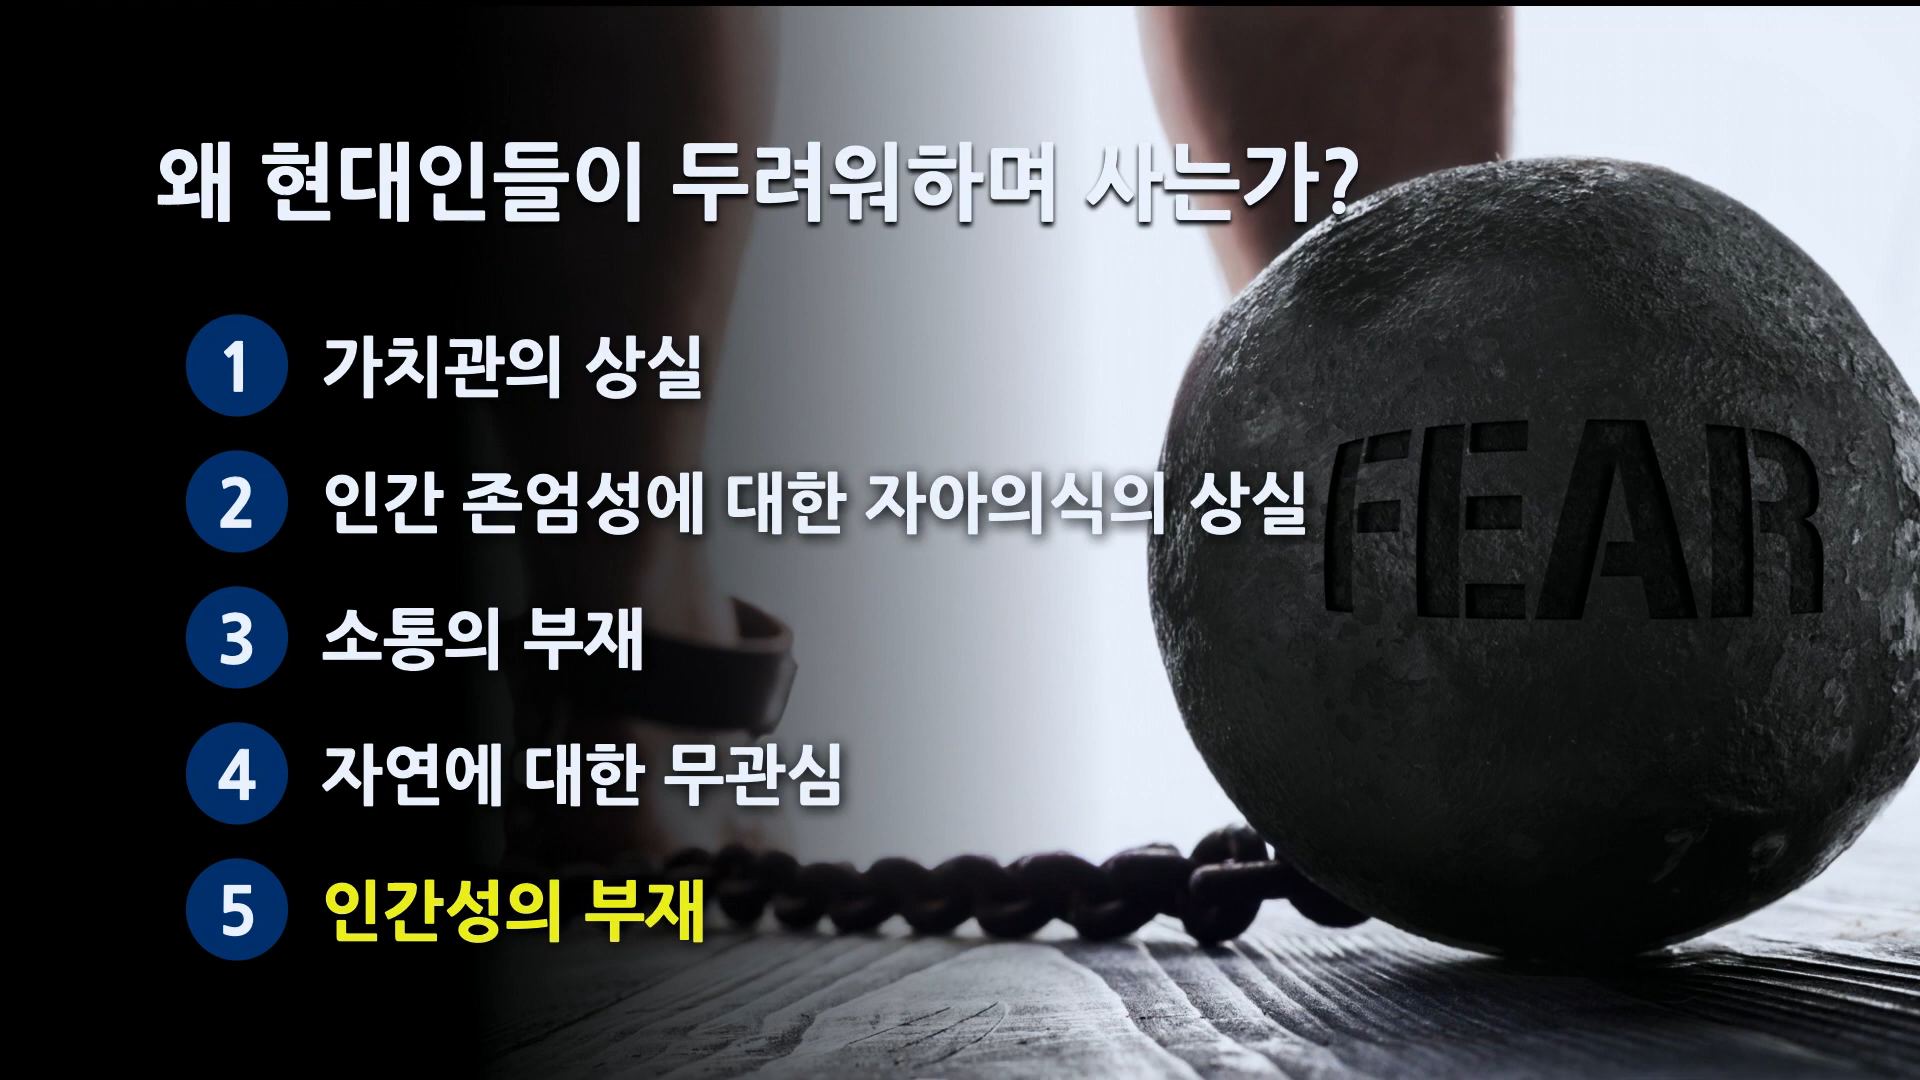 왜 현대인들이 두려워하며 사는가?
1 가치관의 상실
2 인간 존엄성에 대한 자아의식의 상실
3 소통의 부재
4 자연에 대한 무관심
5 인간성의 부재
FEAR